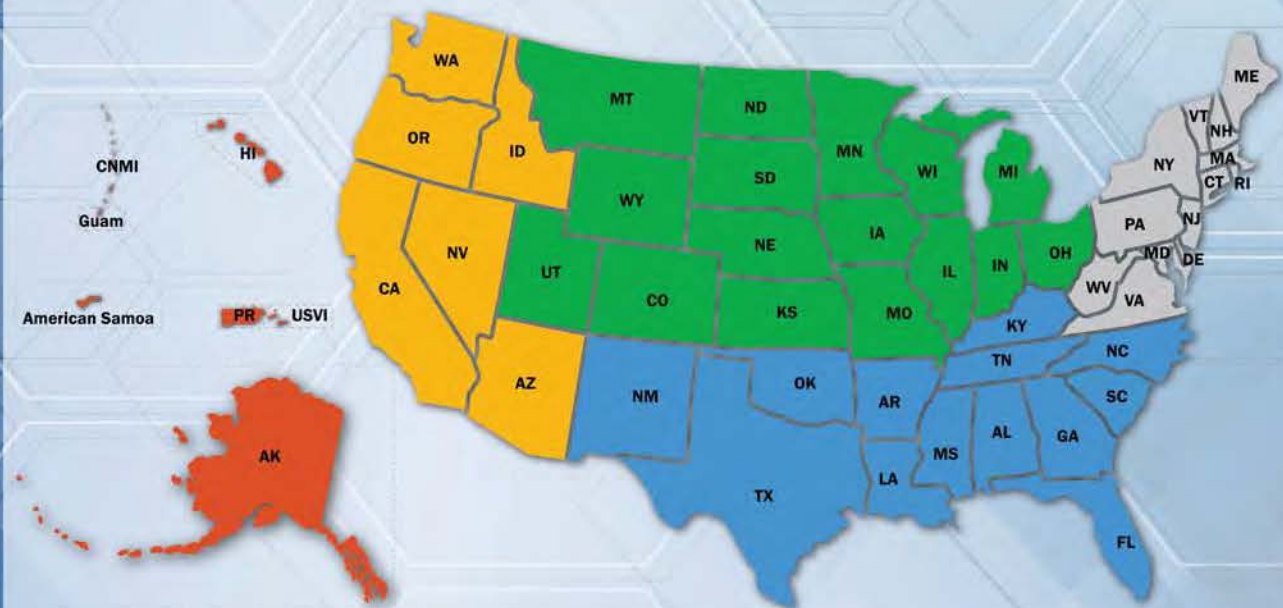 WA
MT
ND
ME
VT
NH
OR
ID
MN
WI
MI
NY
MA
CT
RI
CNMI
HI
SD
WY
Guam
NV
NE
IA
PA
NJ
UT
CO
IL
IN
OH
MD
DE
CA
KS
MO
WV
VA
American Samoa
PR
USVI
KY
NC
TN
AZ
NM
OK
AR
SC
AK
MS
AL
GA
TX
LA
FL